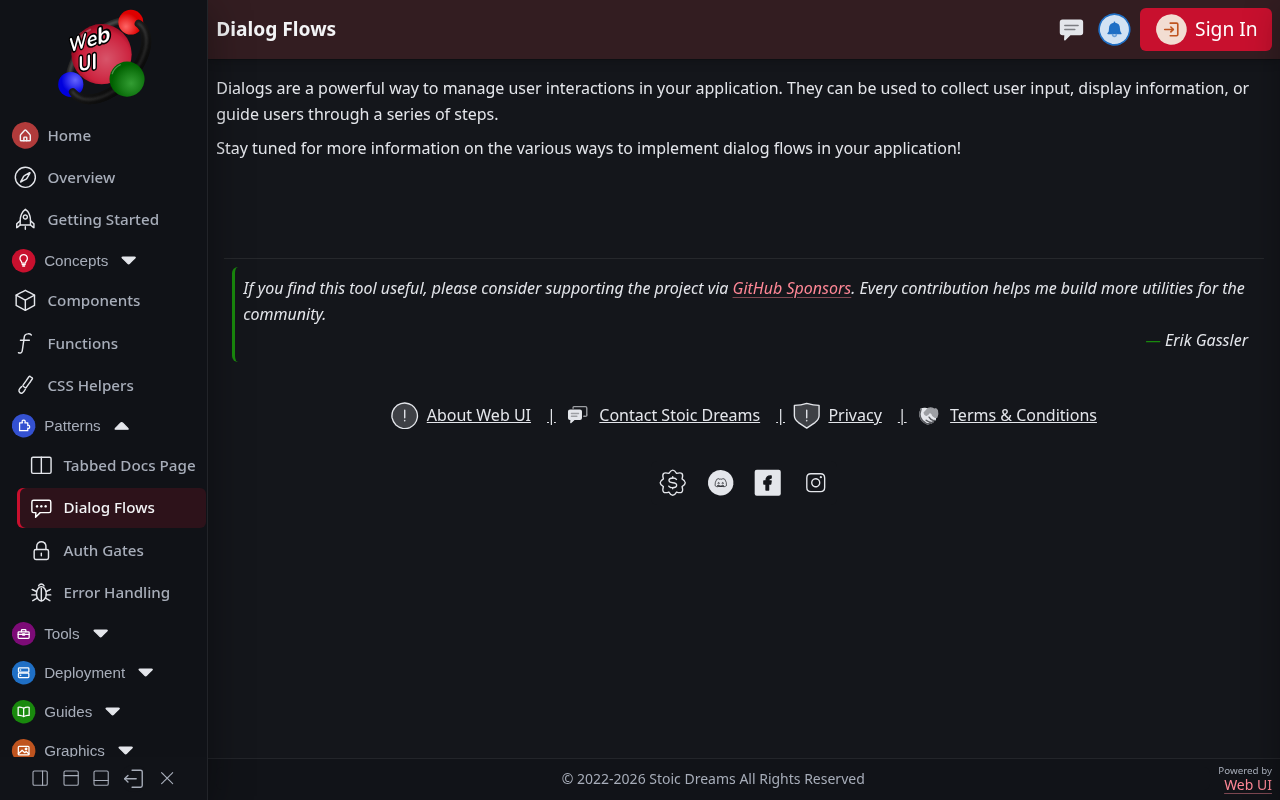 Web
UI
Dialog Flows
Sign In
Home
Overview
Getting Started
Concepts
Components
Functions
CSS Helpers
Patterns
Tabbed Docs Page
Dialog Flows
Auth Gates
Error Handling
Tools
Deployment
Guides
Graphics
Dialogs are a powerful way to manage user interactions in your application. They can be used to collect user input, display information, or
guide users through a series of steps.
Stay tuned for more information on the various ways to implement dialog flows in your application!
If you find this tool useful, please consider supporting the project via GitHub Sponsors. Every contribution helps me build more utilities for the
community.
— Erik Gassler
About Web UI | Contact Stoic Dreams | Privacy | Terms & Conditions
© 2022-2026 Stoic Dreams All Rights Reserved
Powered by
Web UI